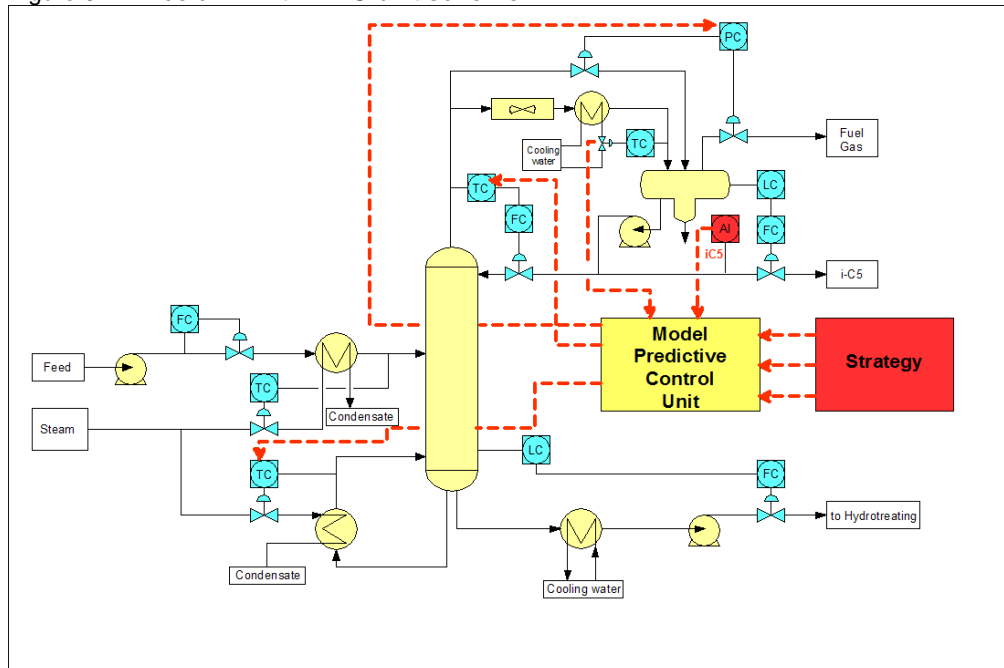 PC
Fuel
Gas
Cooling
water
TC
TC
LC
FC
FC
AI
iC5
i-C5
FC
Feed
Model
Predictive
Control
Unit
Strategy
TC
Condensate
Steam
TC
LC
FC
to Hydrotreating
Condensate
Cooling water